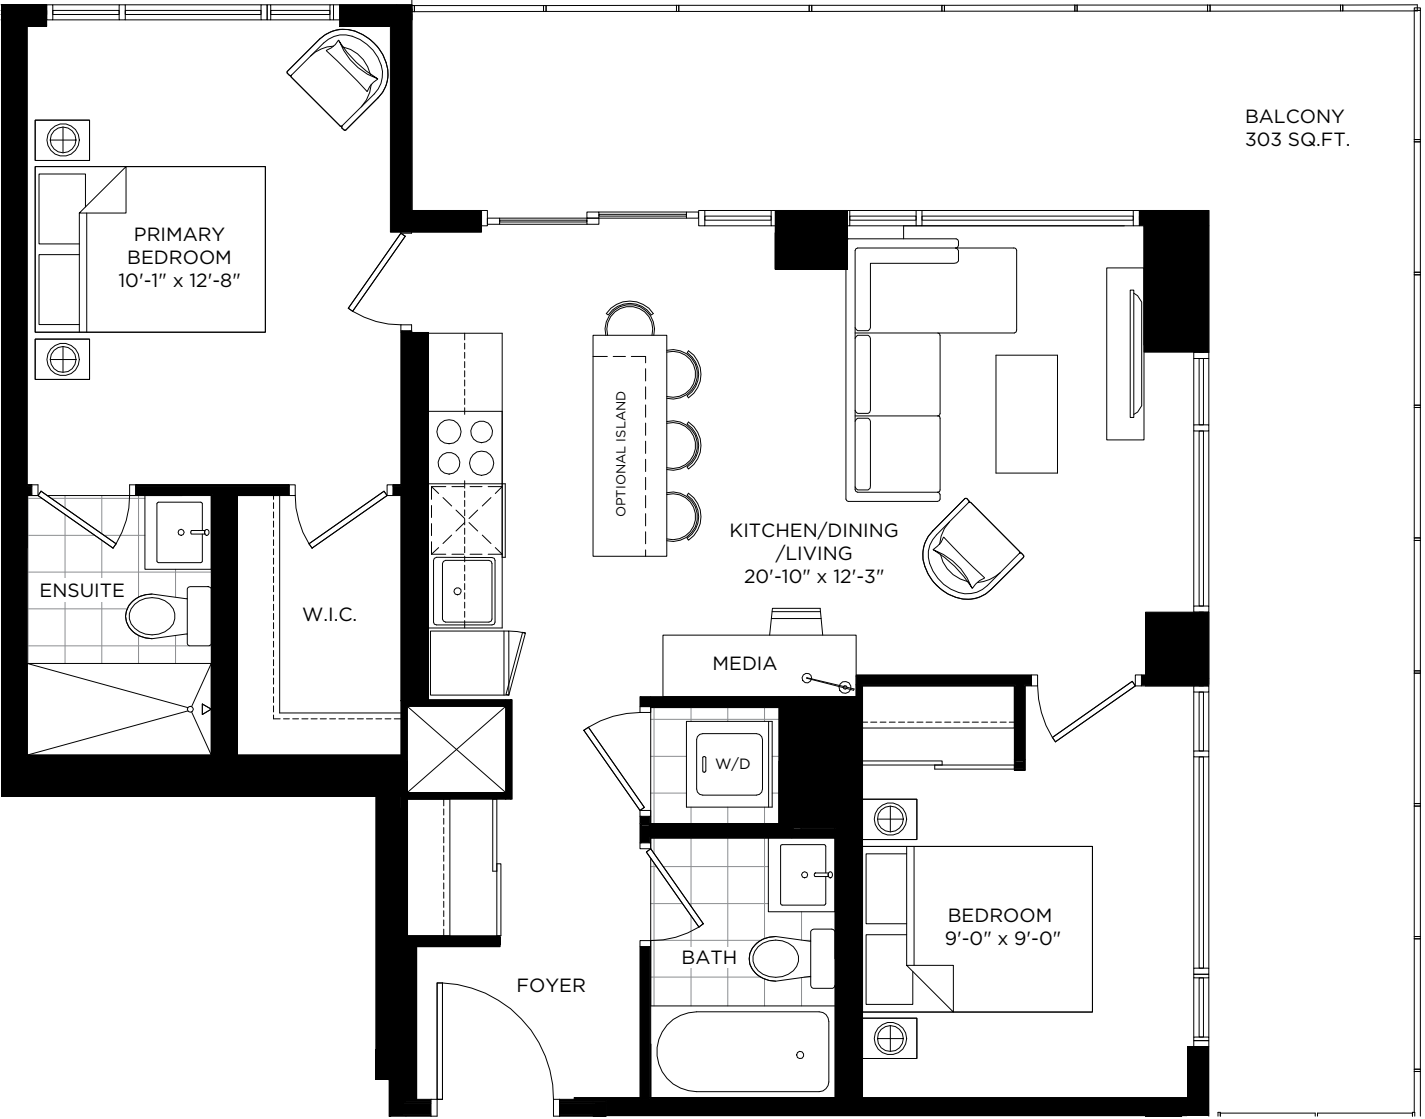 BALCONY
303 SQ.FT.
PRIMARY
BEDROOM
10'-1" x 12'-8"
OPTIONAL ISLAND
KITCHEN/DINING
/LIVING
20'-10" x 12'-3"
ENSUITE
W.I.C.
MEDIA
W/D
BEDROOM
9'-0" x 9'-0"
BATH
FOYER